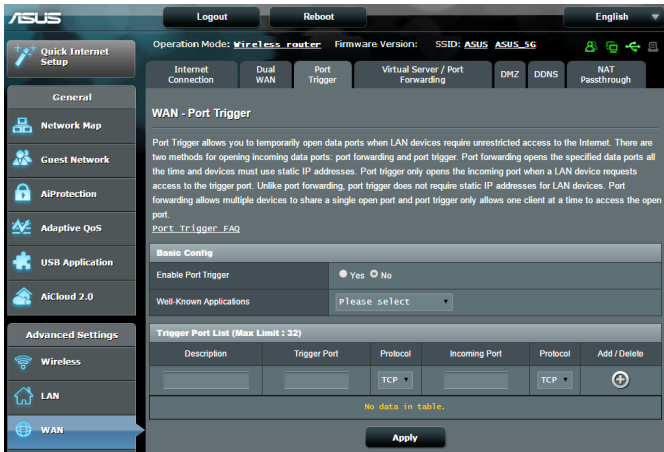 ASUS
Logout
Reboot
English
Quick Internet
Setup
Operation Mode: Wireless router Firmware Version: SSID: ASUS ASUS_5G
Internet
Connection
Dual
WAN
Port
Trigger
Virtual Server / Port
Forwarding
DMZ
DDNS
NAT
Passthrough
General
Network Map
Guest Network
AiProtection
Adaptive QoS
USB Application
AiCloud 2.0
Advanced Settings
Wireless
LAN
WAN
WAN - Port Trigger
Port Trigger allows you to temporarily open data ports when LAN devices require unrestricted access to the Internet. There are
two methods for opening incoming data ports: port forwarding and port trigger. Port forwarding opens the specified data ports all
the time and devices must use static IP addresses. Port trigger only opens the incoming port when a LAN device requests
access to the trigger port. Unlike port forwarding, port trigger does not require static IP addresses for LAN devices. Port
forwarding allows multiple devices to share a single open port and port trigger only allows one client at a time to access the open
port.
Port Trigger FAQ
Basic Config
Enable Port Trigger Yes No
Well-Known Applications Please select
Trigger Port List (Max Limit : 32)
Description Trigger Port Protocol Incoming Port Protocol Add / Delete
TCP TCP
No data in table.
Apply